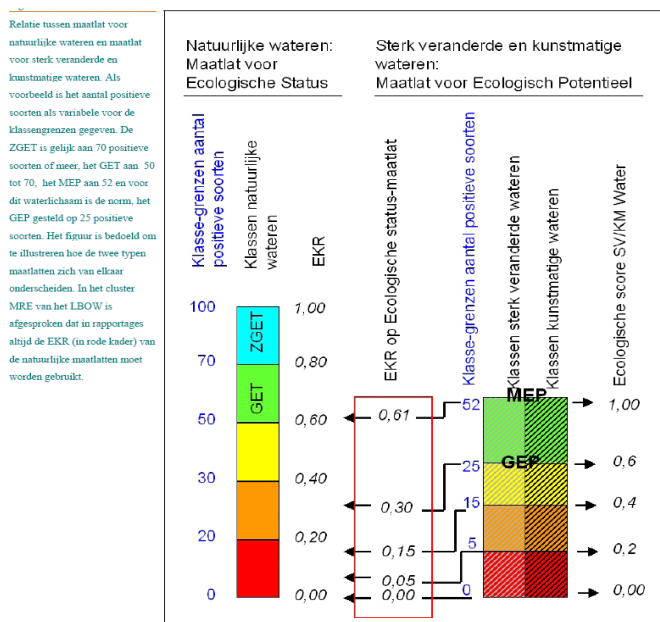 Relatie tussen maatlat voor
natuurlijke wateren en maatlat
voor sterk veranderde en
kunstmatige wateren. Als
voorbeeld is het aantal positieve
soorten als variabele voor de
klassengrenzen gegeven. De
ZGET is gelijk aan 70 positieve
soorten of meer, het GET aan 50
tot 70, het MEP aan 52 en voor
dit waterlichaam is de norm, het
GEP gesteld op 25 positieve
soorten. Het figuur is bedoeld om
te illustreren hoe de twee typen
maatlatten zich van elkaar
onderscheiden. In het cluster
MRE van het LBOW is
afgesproken dat in rapportages
altijd de EKR (in rode kader) van
de natuurlijke maatlatten moet
worden gebruikt.
Natuurlijke wateren:
Maatlat voor
Ecologische Status
Sterk veranderde en kunstmatige
wateren:
Maatlat voor Ecologisch Potentieel
Klasse-grenzen aantal
positieve soorten
Klassen natuurlijke
wateren
EKR
EKR op Ecologische status-maatlat
Klasse-grenzen aantal positieve soorten
Klassen sterk veranderde wateren
Klassen kunstmatige wateren
Ecologische score SV/KM Water
100
70
50
30
20
0
ZGET
GET
1,00
0,80
0,60
0,40
0,20
0,00
0,61
0,30
0,15
0,05
0,00
52
25
15
5
0
MEP
GEP
1,00
0,6
0,4
0,2
0,00